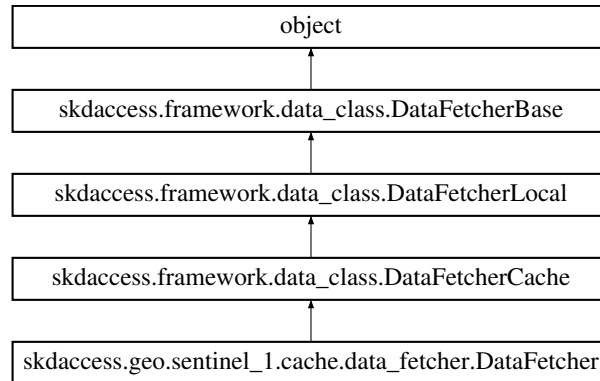 object
skdaccess.framework.data_class.DataFetcherBase
skdaccess.framework.data_class.DataFetcherLocal
skdaccess.framework.data_class.DataFetcherCache
skdaccess.geo.sentinel_1.cache.data_fetcher.DataFetcher